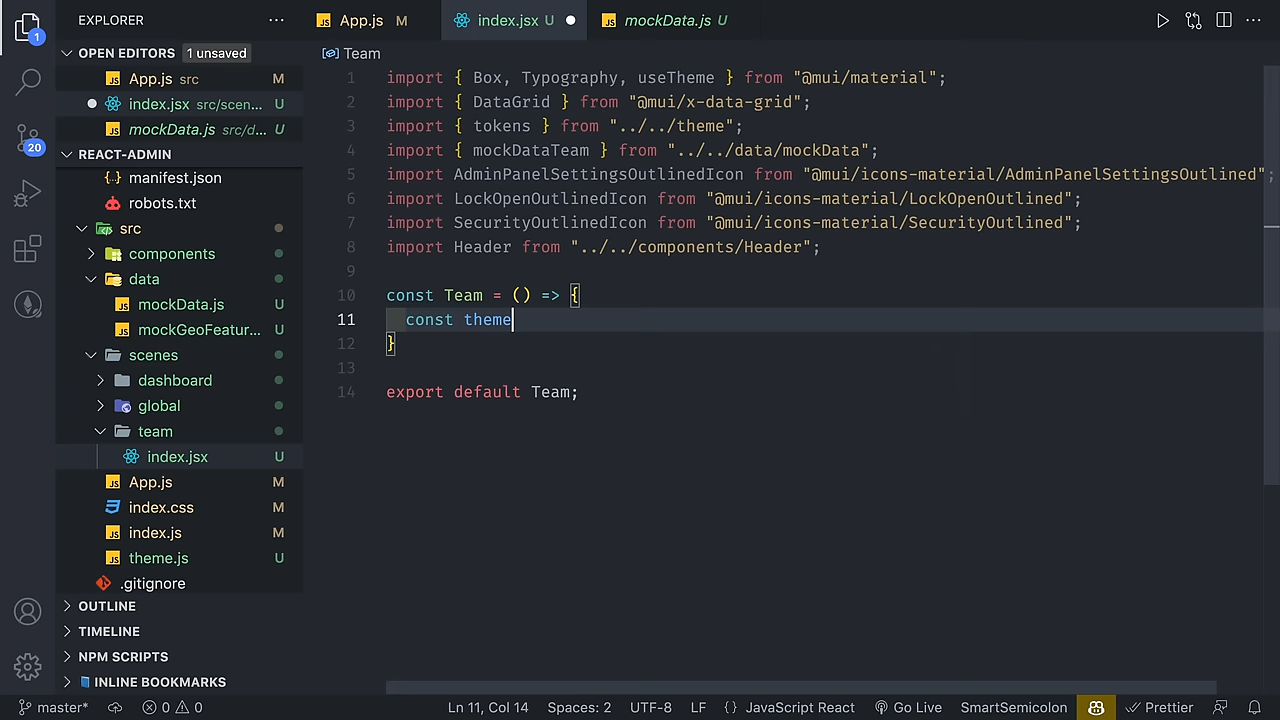 EXPLORER
OPEN EDITORS 1 unsaved
App.js src M
index.jsx src/scen... U
mockData.js src/d... U
REACT-ADMIN
manifest.json
robots.txt
src
components
data
mockData.js U
mockGeoFeatur... U
scenes
dashboard
global
team
index.jsx U
App.js M
index.css M
index.js M
theme.js U
.gitignore
OUTLINE
TIMELINE
NPM SCRIPTS
INLINE BOOKMARKS
1
20
App.js M
index.jsx U
mockData.js U
Team
1 import { Box, Typography, useTheme } from "@mui/material";
2 import { DataGrid } from "@mui/x-data-grid";
3 import { tokens } from "../../theme";
4 import { mockDataTeam } from "../../data/mockData";
5 import AdminPanelSettingsOutlinedIcon from "@mui/icons-material/AdminPanelSettingsOutlined";
6 import LockOpenOutlinedIcon from "@mui/icons-material/LockOpenOutlined";
7 import SecurityOutlinedIcon from "@mui/icons-material/SecurityOutlined";
8 import Header from "../../components/Header";
9
10 const Team = () => {
11 const theme
12 }
13
14 export default Team;
master* 0 0 Ln 11, Col 14 Spaces: 2 UTF-8 LF {} JavaScript React Go Live SmartSemicolon Prettier